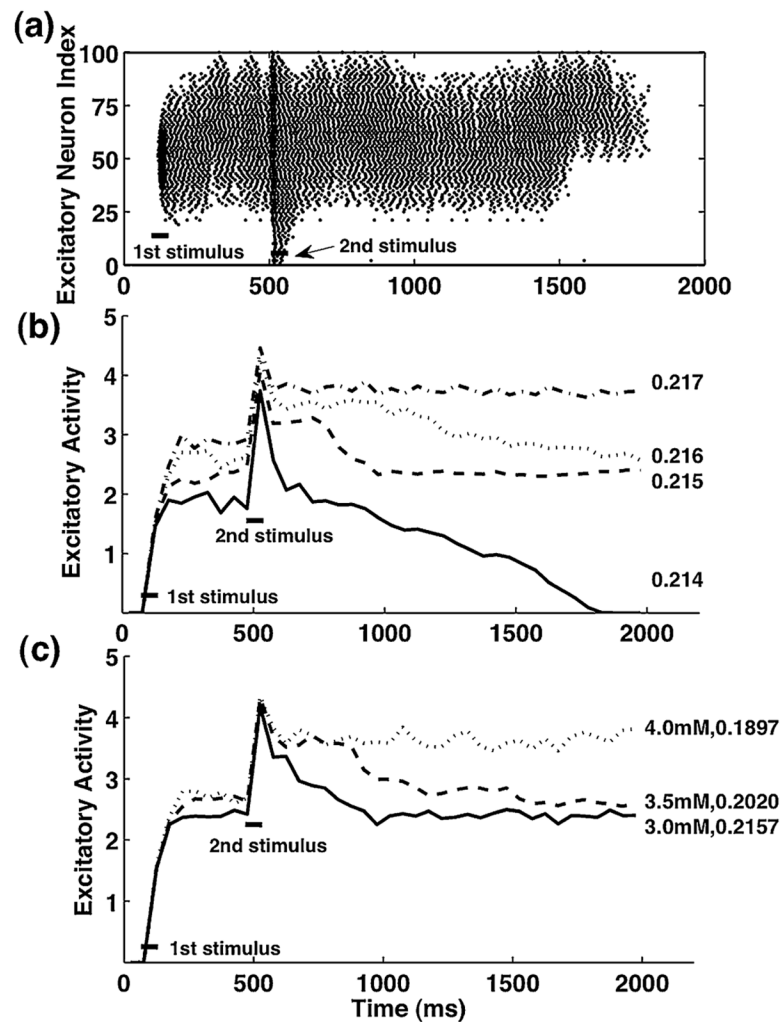 (a)
Excitatory Neuron Index
100
75
50
25
0
1st stimulus
2nd stimulus
0 500 1000 1500 2000
(b)
Excitatory Activity
5
4
3
2
1
0.217
0.216
0.215
0.214
2nd stimulus
1st stimulus
0 500 1000 1500 2000
(c)
Excitatory Activity
5
4
3
2
1
4.0mM,0.1897
3.5mM,0.2020
3.0mM,0.2157
2nd stimulus
1st stimulus
0 500 1000 1500 2000
Time (ms)